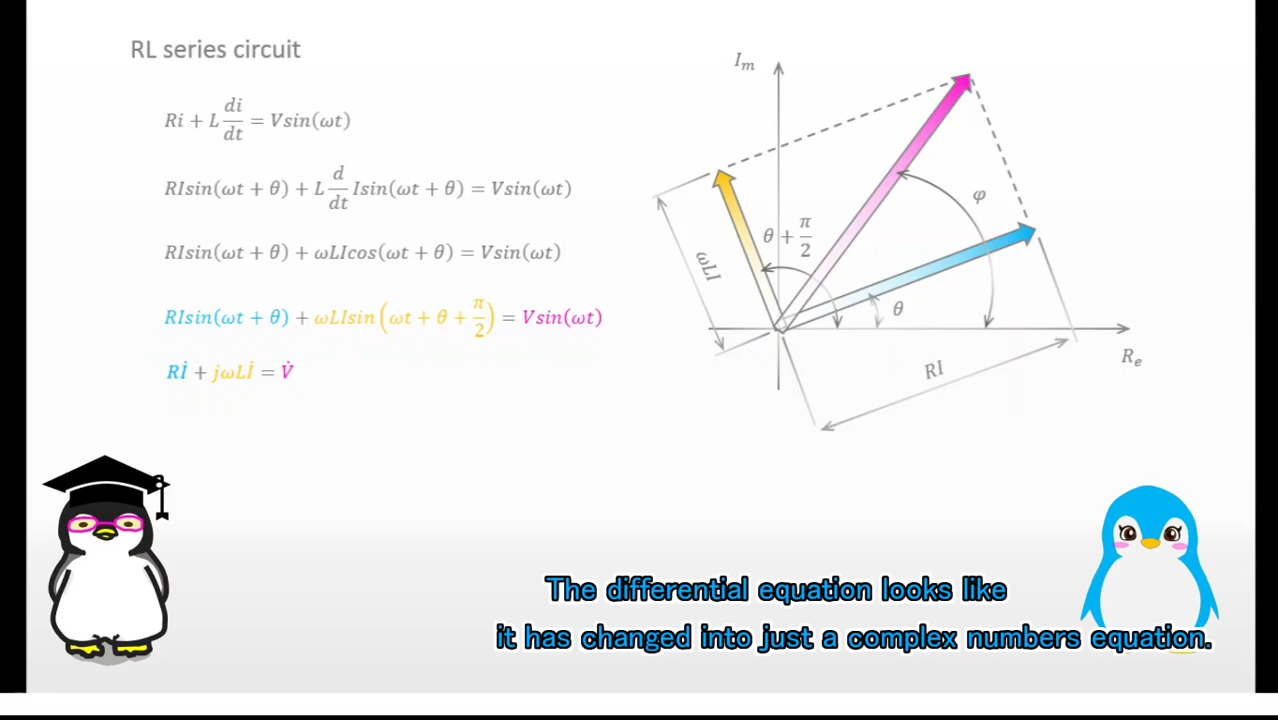 RL series circuit
Ri + L di/dt = Vsin(ωt)
RIsin(ωt + θ) + L d/dt Isin(ωt + θ) = Vsin(ωt)
RIsin(ωt + θ) + ωLIcos(ωt + θ) = Vsin(ωt)
RIsin(ωt + θ) + ωLIsin(ωt + θ + π/2) = Vsin(ωt)
Rİ + jωLİ = V̇
Im
φ
θ + π/2
ωLI
θ
Re
RI
The differential equation looks like
it has changed into just a complex numbers equation.